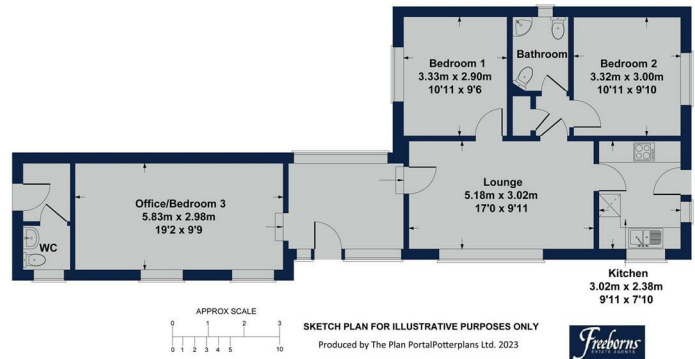 Bedroom 1
3.33m x 2.90m
10'11 x 9'6
Bathroom
Bedroom 2
3.32m x 3.00m
10'11 x 9'10
Office/Bedroom 3
5.83m x 2.98m
19'2 x 9'9
Lounge
5.18m x 3.02m
17'0 x 9'11
WC
Kitchen
3.02m x 2.38m
9'11 x 7'10
APPROX SCALE
0 1 2 3
0 1 2 3 4 5 10
SKETCH PLAN FOR ILLUSTRATIVE PURPOSES ONLY
Produced by The Plan PortalPotterplans Ltd. 2023
Freeborns
ESTATE AGENTS